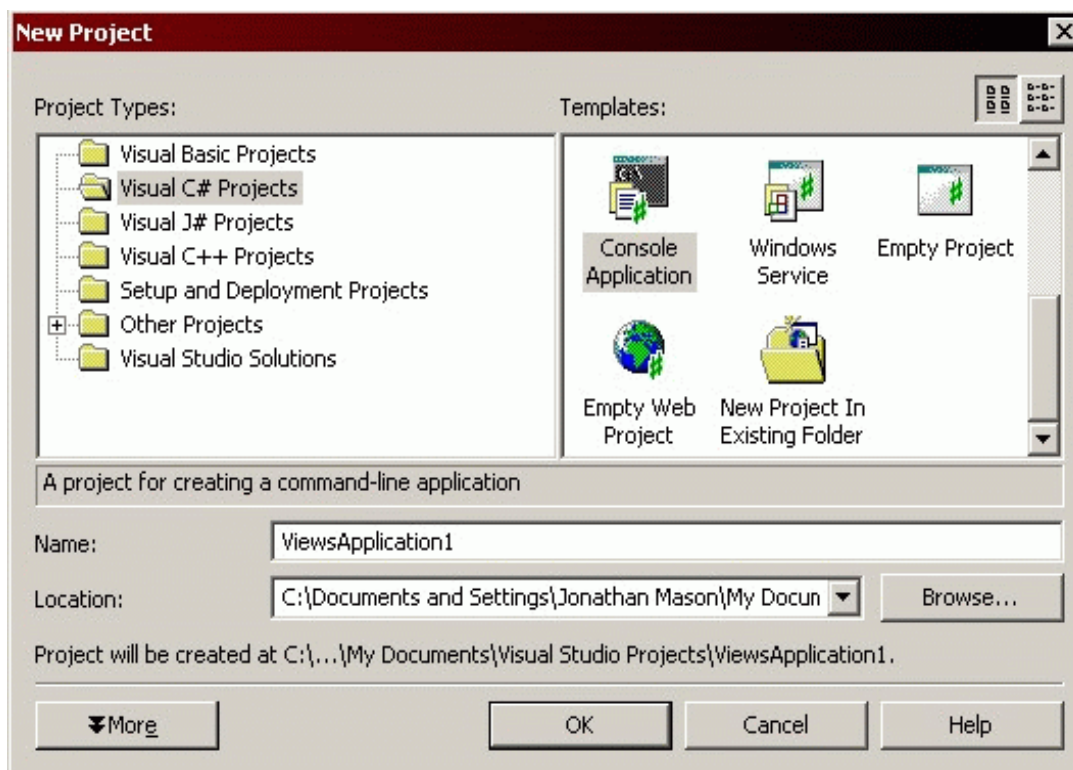 New Project
Project Types:
Templates:
Visual Basic Projects
Visual C# Projects
Visual J# Projects
Visual C++ Projects
Setup and Deployment Projects
Other Projects
Visual Studio Solutions
C:\
Console
Application
Windows
Service
Empty Project
Empty Web
Project
New Project In
Existing Folder
A project for creating a command-line application
Name:
ViewsApplication1
Location:
C:\Documents and Settings\Jonathan Mason\My Docun
Browse...
Project will be created at C:\...\My Documents\Visual Studio Projects\ViewsApplication1.
More
OK
Cancel
Help